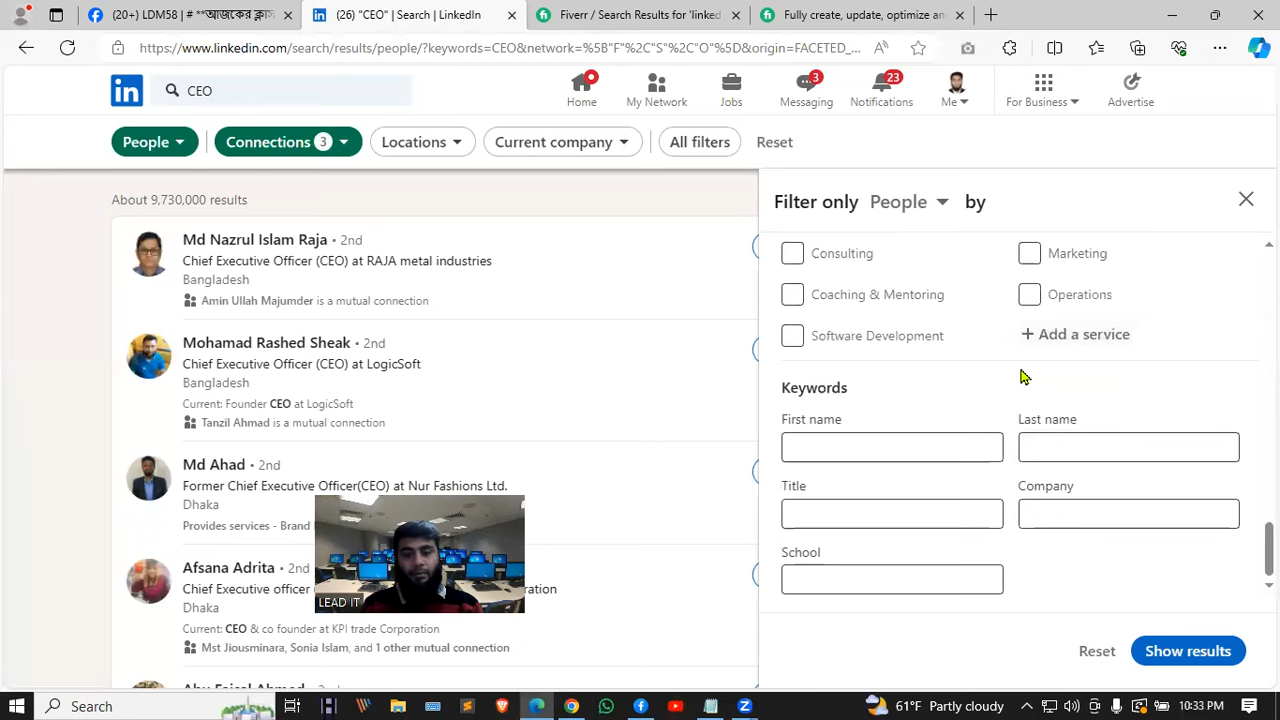 (20+) LDM58 | # **আজকের ক্লাস
(26) "CEO" | Search | LinkedIn
Fiverr / Search Results for 'linked
Fully create, update, optimize an
https://www.linkedin.com/search/results/people/?keywords=CEO&network=%5B"F"%2C"S"%2C"O"%5D&origin=FACETED_...
in
CEO
Home
My Network
Jobs
3
Messaging
23
Notifications
Me
For Business
Advertise
People
Connections 3
Locations
Current company
All filters
Reset
About 9,730,000 results
Md Nazrul Islam Raja • 2nd
Chief Executive Officer (CEO) at RAJA metal industries
Bangladesh
Amin Ullah Majumder is a mutual connection
Mohamad Rashed Sheak • 2nd
Chief Executive Officer (CEO) at LogicSoft
Bangladesh
Current: Founder CEO at LogicSoft
Tanzil Ahmad is a mutual connection
Md Ahad • 2nd
Former Chief Executive Officer(CEO) at Nur Fashions Ltd.
Dhaka
Provides services - Brand
Afsana Adrita • 2nd
Chief Executive officer
Dhaka
Current: CEO & co founder at KPI trade Corporation
Mst Jiousminara, Sonia Islam, and 1 other mutual connection
LEAD IT
Filter only People by
Consulting
Marketing
Coaching & Mentoring
Operations
Software Development
+ Add a service
Keywords
First name
Last name
Title
Company
School
Reset
Show results
Search
61°F Partly cloudy
10:33 PM